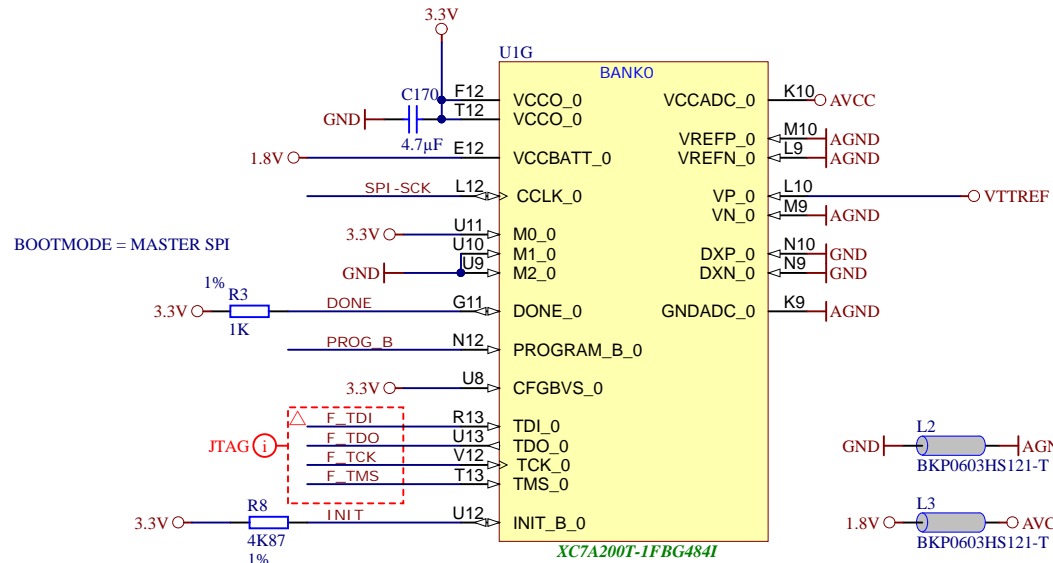 3.3V
U1G
BANK0
C170
GND
4.7µF
F12
VCCO_0
T12
VCCO_0
VCCADC_0
K10
AVCC
VREFP_0
M10
AGND
VREFN_0
L9
AGND
1.8V
E12
VCCBATT_0
SPI-SCK
L12
CCLK_0
VP_0
L10
VTTREF
VN_0
M9
AGND
BOOTMODE = MASTER SPI
3.3V
U11
M0_0
U10
M1_0
GND
U9
M2_0
DXP_0
N10
GND
DXN_0
N9
GND
1%
R3
3.3V
1K
DONE
G11
DONE_0
GNDADC_0
K9
AGND
PROG_B
N12
PROGRAM_B_0
3.3V
U8
CFGBVS_0
JTAG
i
F_TDI
R13
TDI_0
F_TDO
U13
TDO_0
F_TCK
V12
TCK_0
F_TMS
T13
TMS_0
L2
GND
AGN
BKP0603HS121-T
R8
3.3V
4K87
1%
INIT
U12
INIT_B_0
L3
1.8V
AVC
BKP0603HS121-T
XC7A200T-1FBG484I